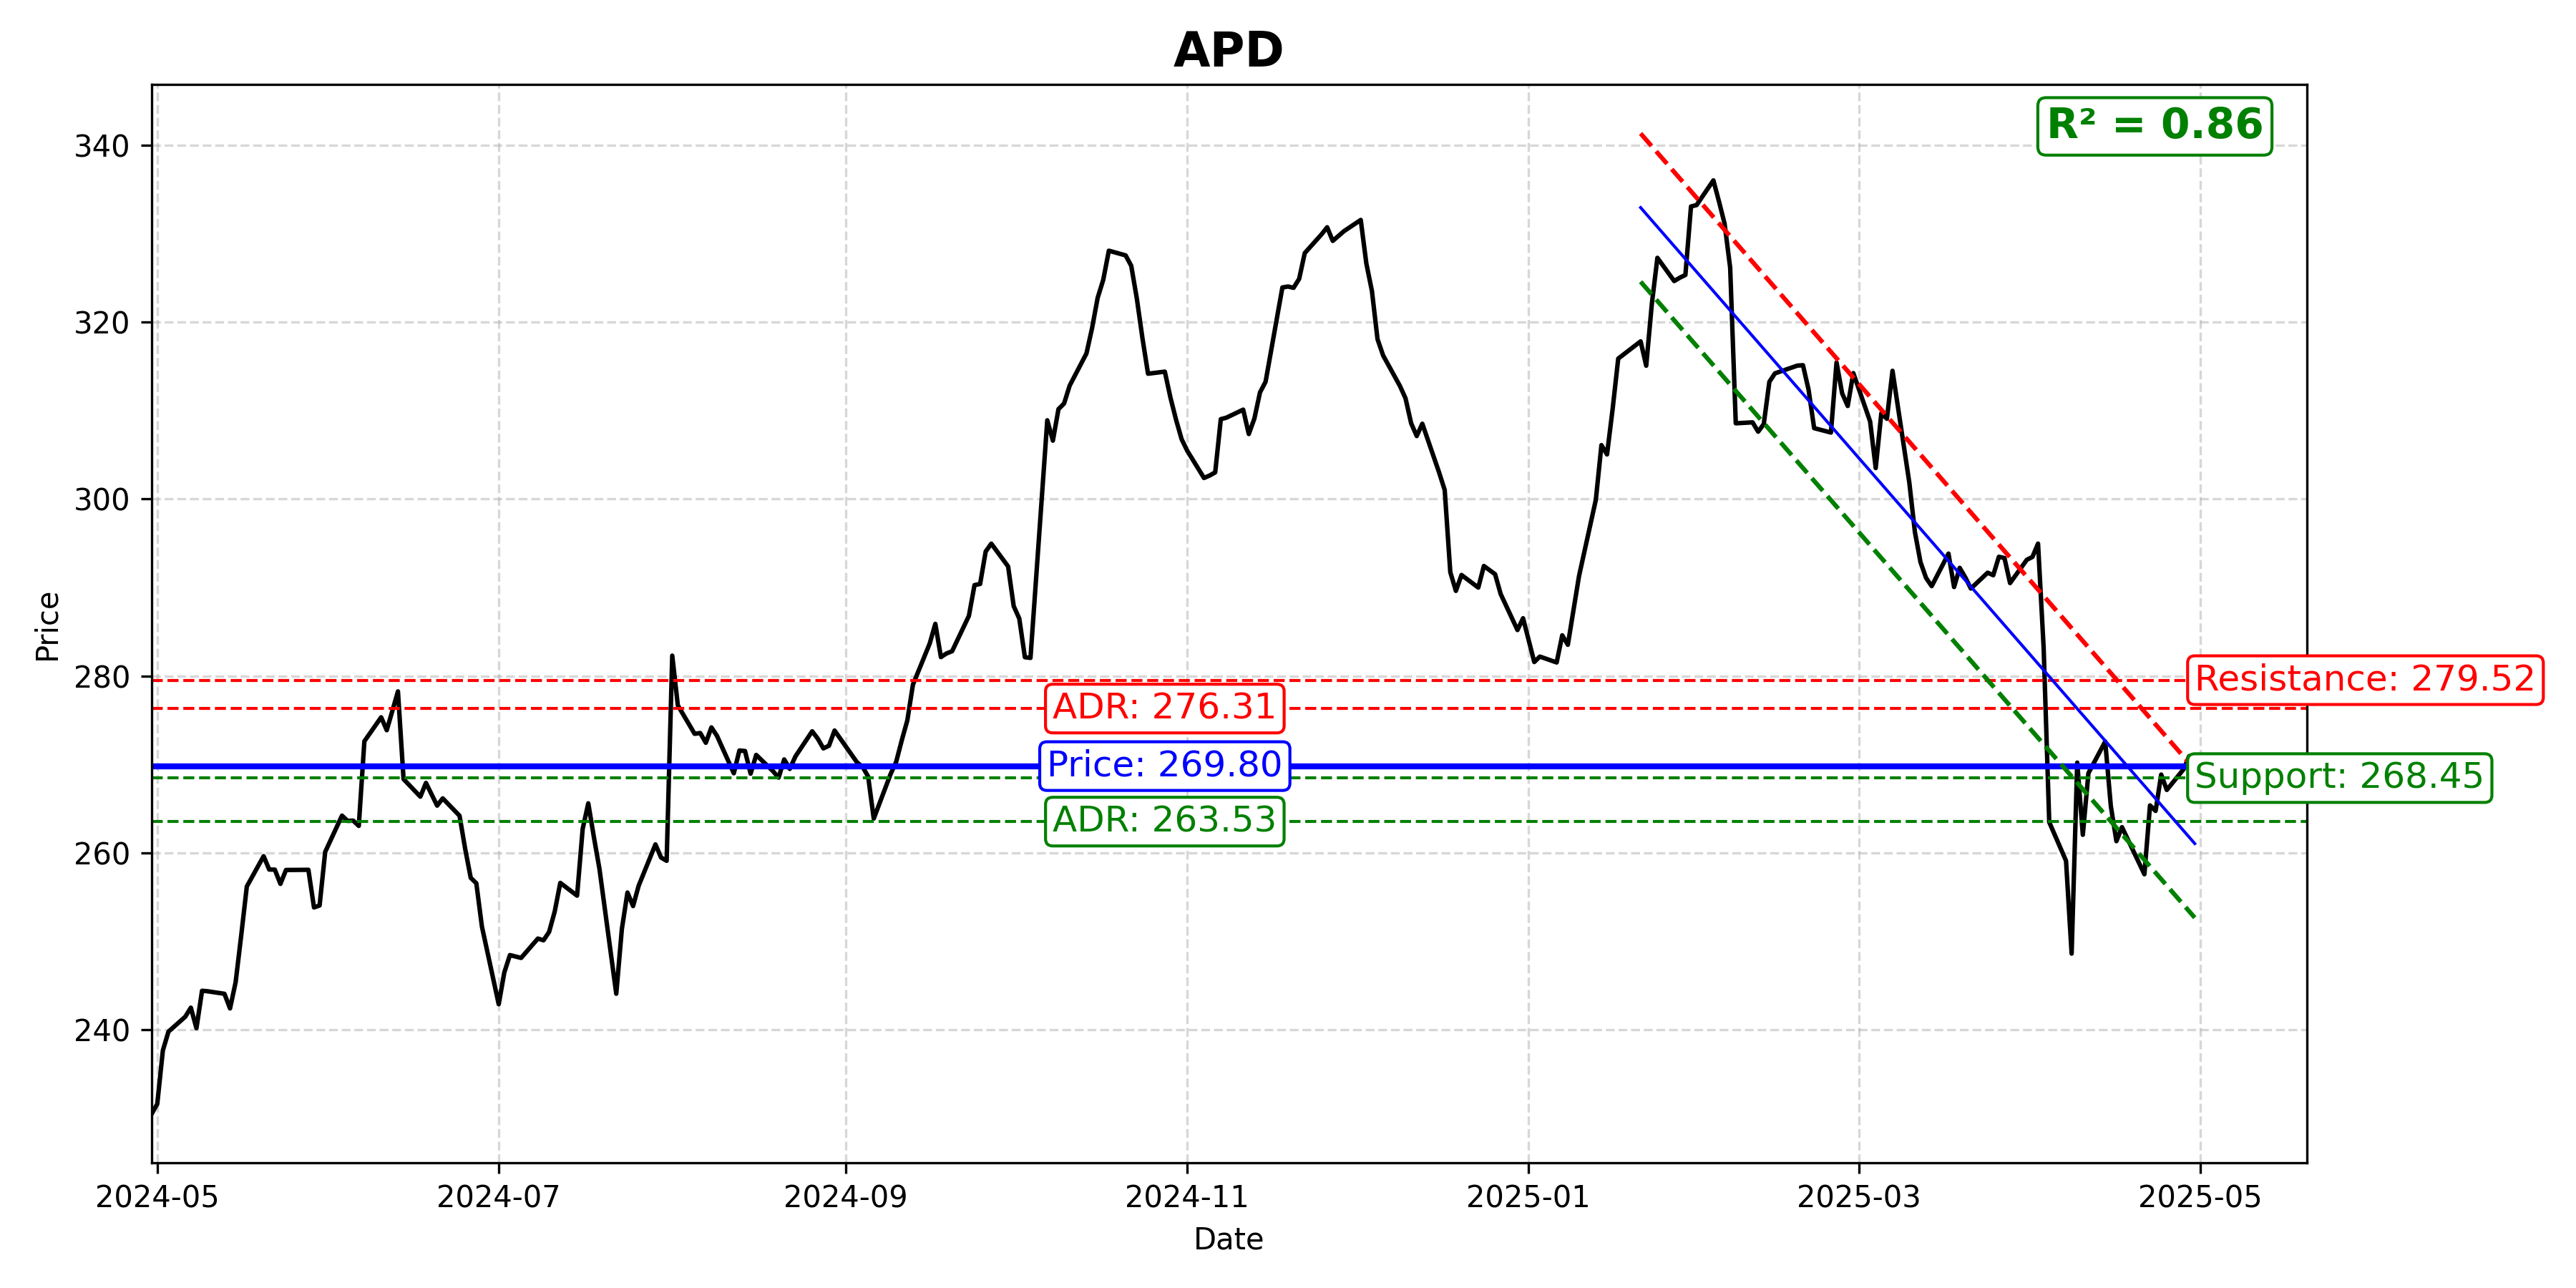 APD
R² = 0.86
340
320
300
280
260
240
Price
Resistance: 279.52
ADR: 276.31
Price: 269.80
Support: 268.45
ADR: 263.53
2024-05
2024-07
2024-09
2024-11
2025-01
2025-03
2025-05
Date